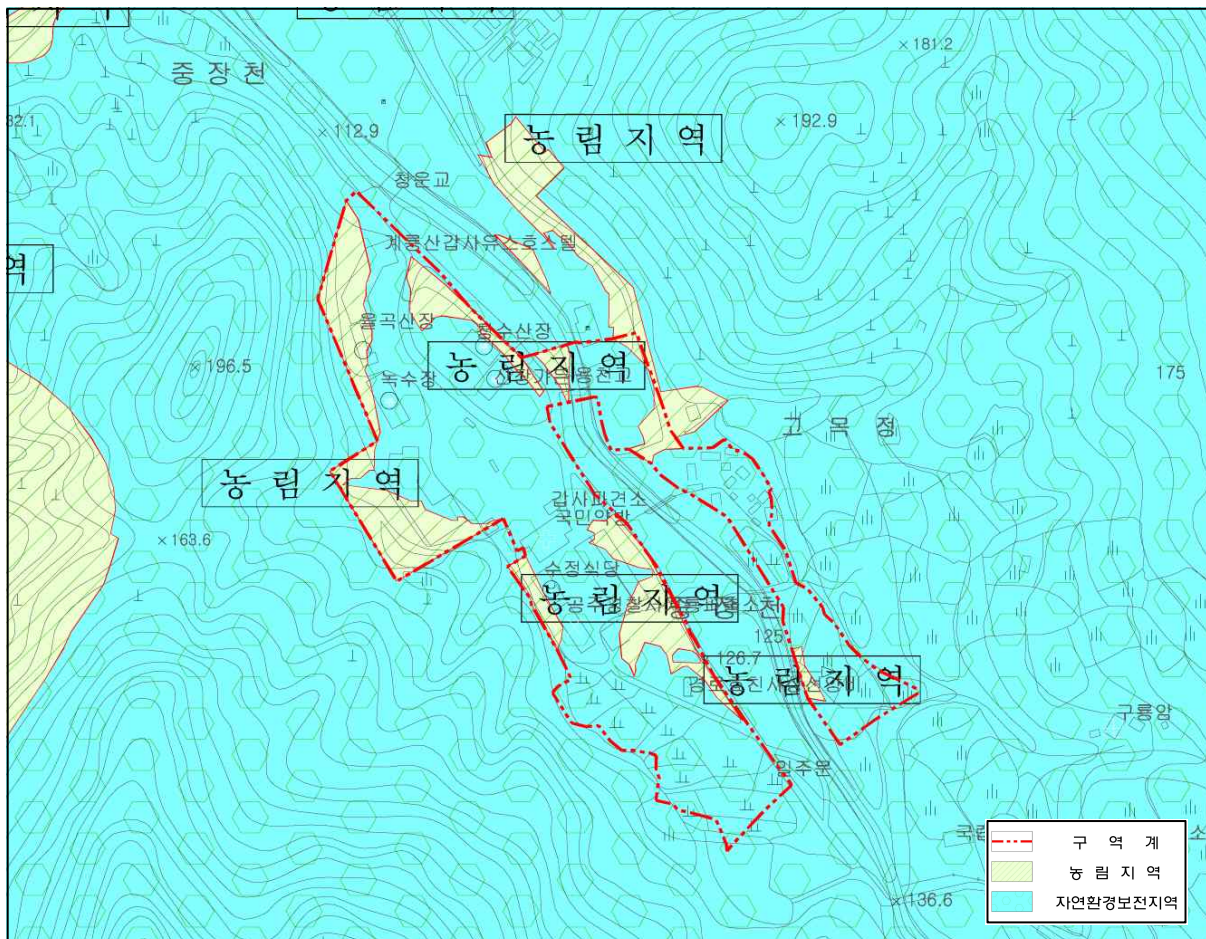 중 장 천
×181.2
×192.9
×112.9
농 림 지 역
창운교
계룡산갑사유스호스텔
역
율곡산장
농 림 지 역
용천교
×196.5
녹수장
175
고 목 정
농 림 지 역
갑사파견소
국민약방
×163.6
수정식당
농 림 지 역
125
126.7
농 림 지 역
구룡암
일주문
×136.6
구 역 계
농 림 지 역
자연환경보전지역